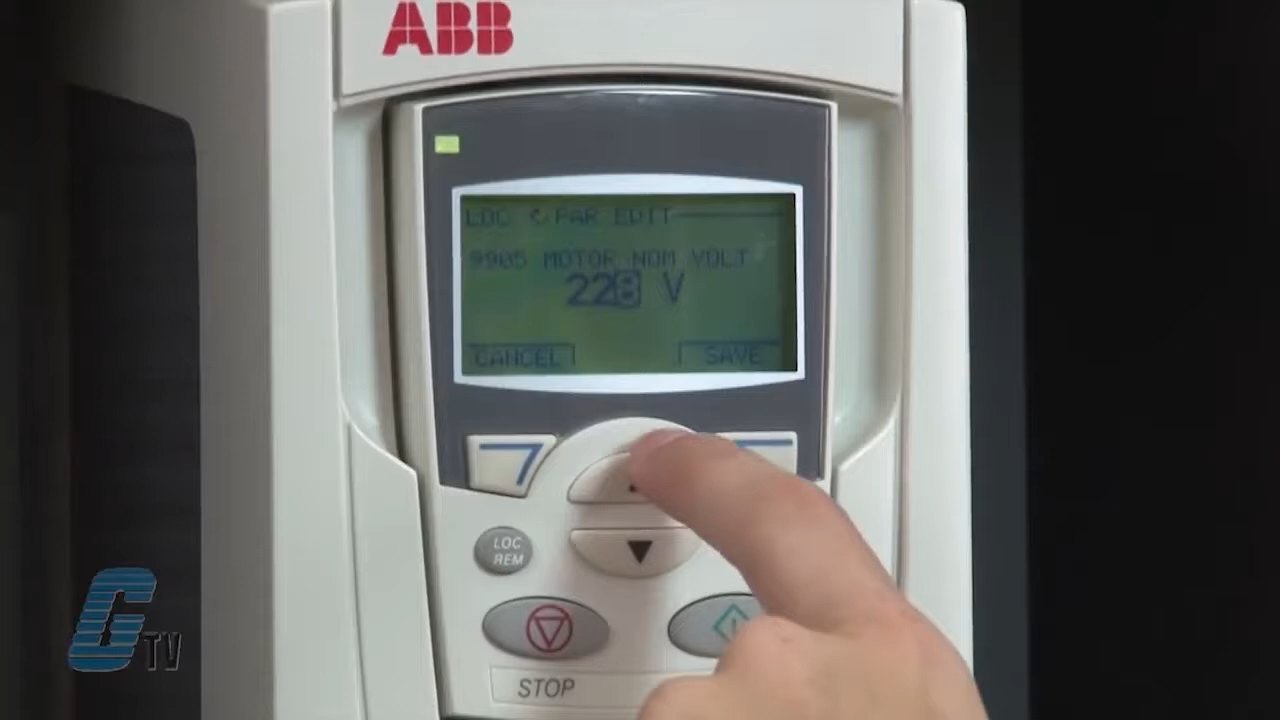 ABB
LOC PAR EDIT
9905 MOTOR NOM VOLT
228 V
CANCEL SAVE
LOC
REM
STOP
G TV